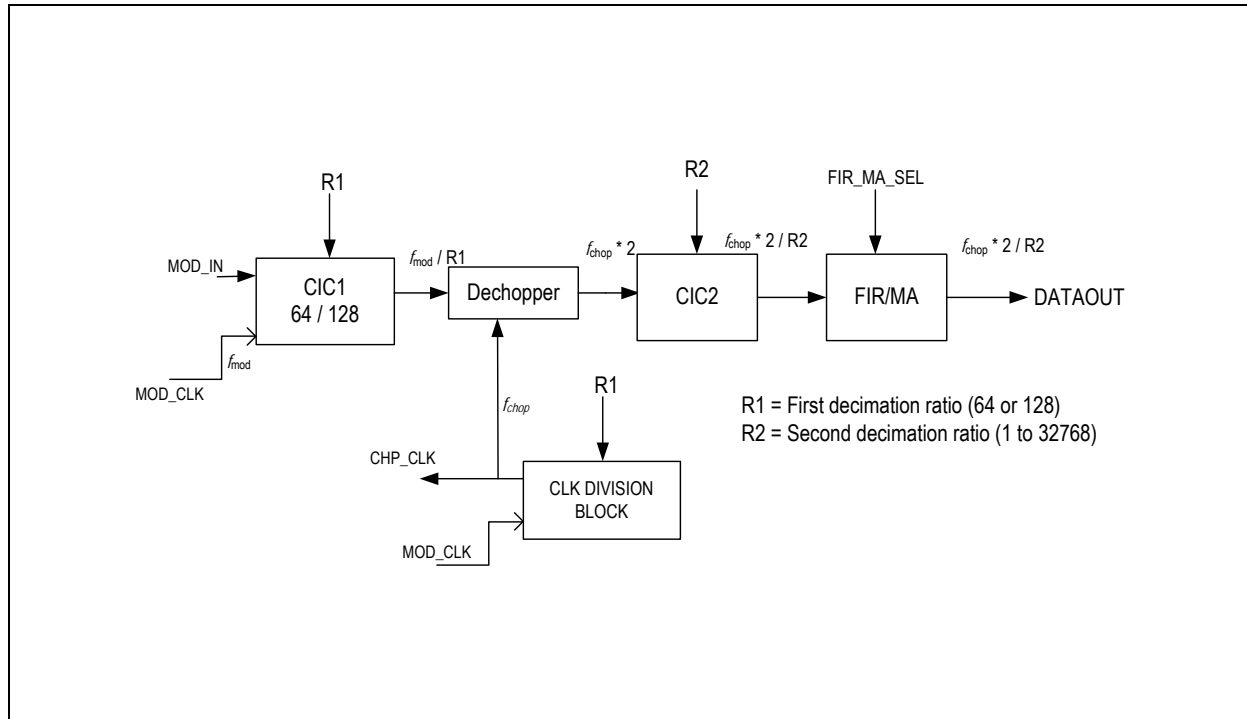 R1
R2
FIR_MA_SEL
MOD_IN
CIC1
64 / 128
fmod / R1
Dechopper
fchop * 2
CIC2
fchop * 2 / R2
FIR/MA
fchop * 2 / R2
DATAOUT
fmod
MOD_CLK
fchop
R1
R1 = First decimation ratio (64 or 128)
R2 = Second decimation ratio (1 to 32768)
CHP_CLK
CLK DIVISION
BLOCK
MOD_CLK